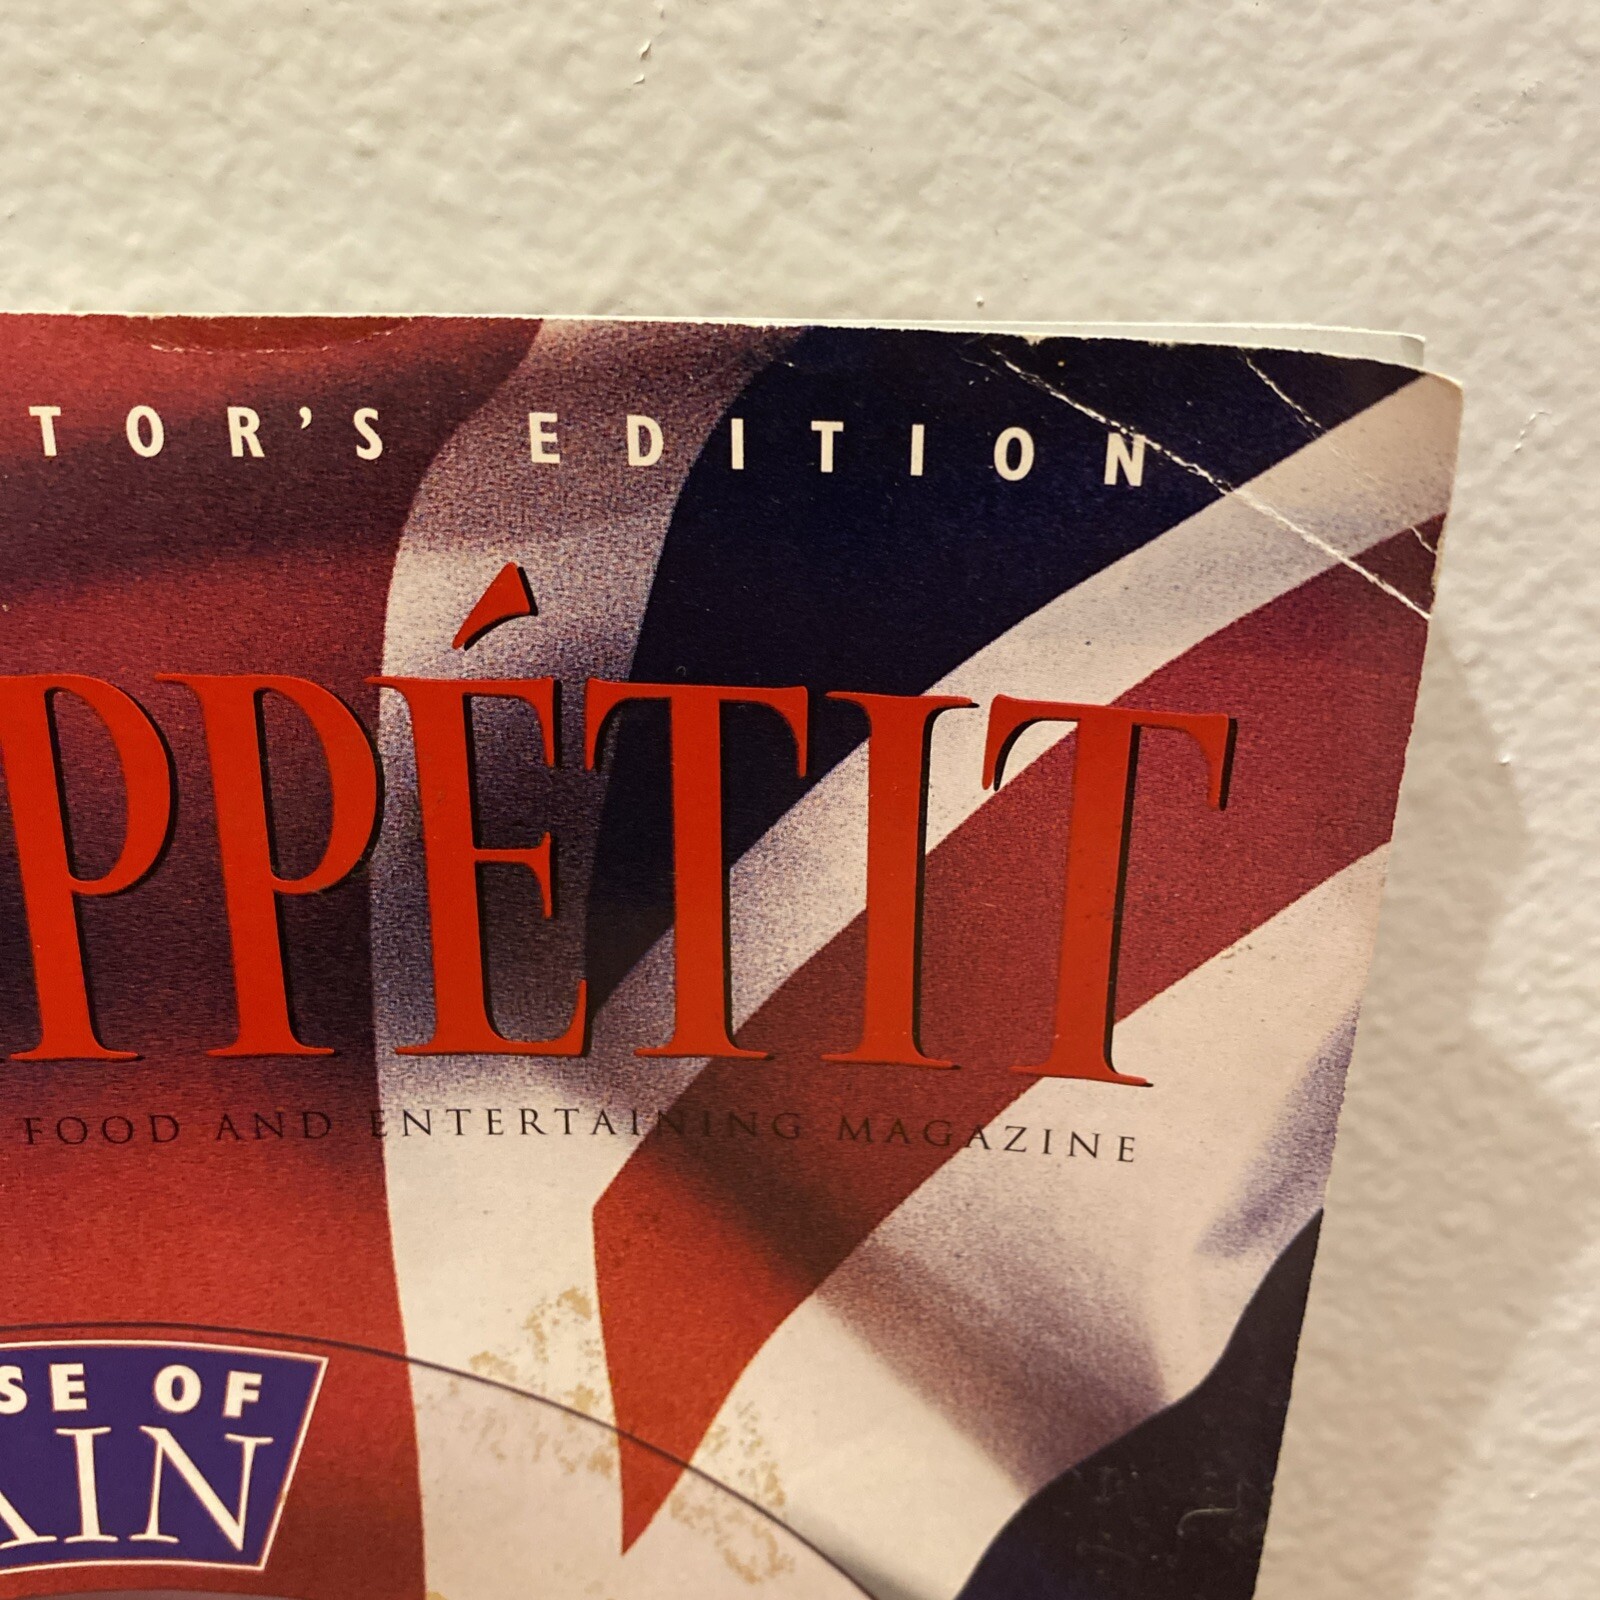 TOR'S EDITION
PPÉTIT
FOOD AND ENTERTAINING MAGAZINE
SE OF
AIN